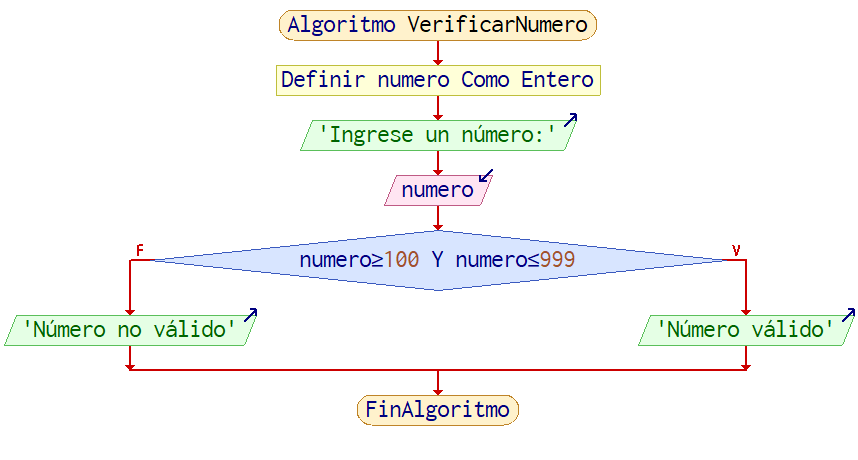 Algoritmo VerificarNumero
Definir numero Como Entero
'Ingrese un número:'
numero
F
V
numero≥100 Y numero≤999
'Número no válido'
'Número válido'
FinAlgoritmo